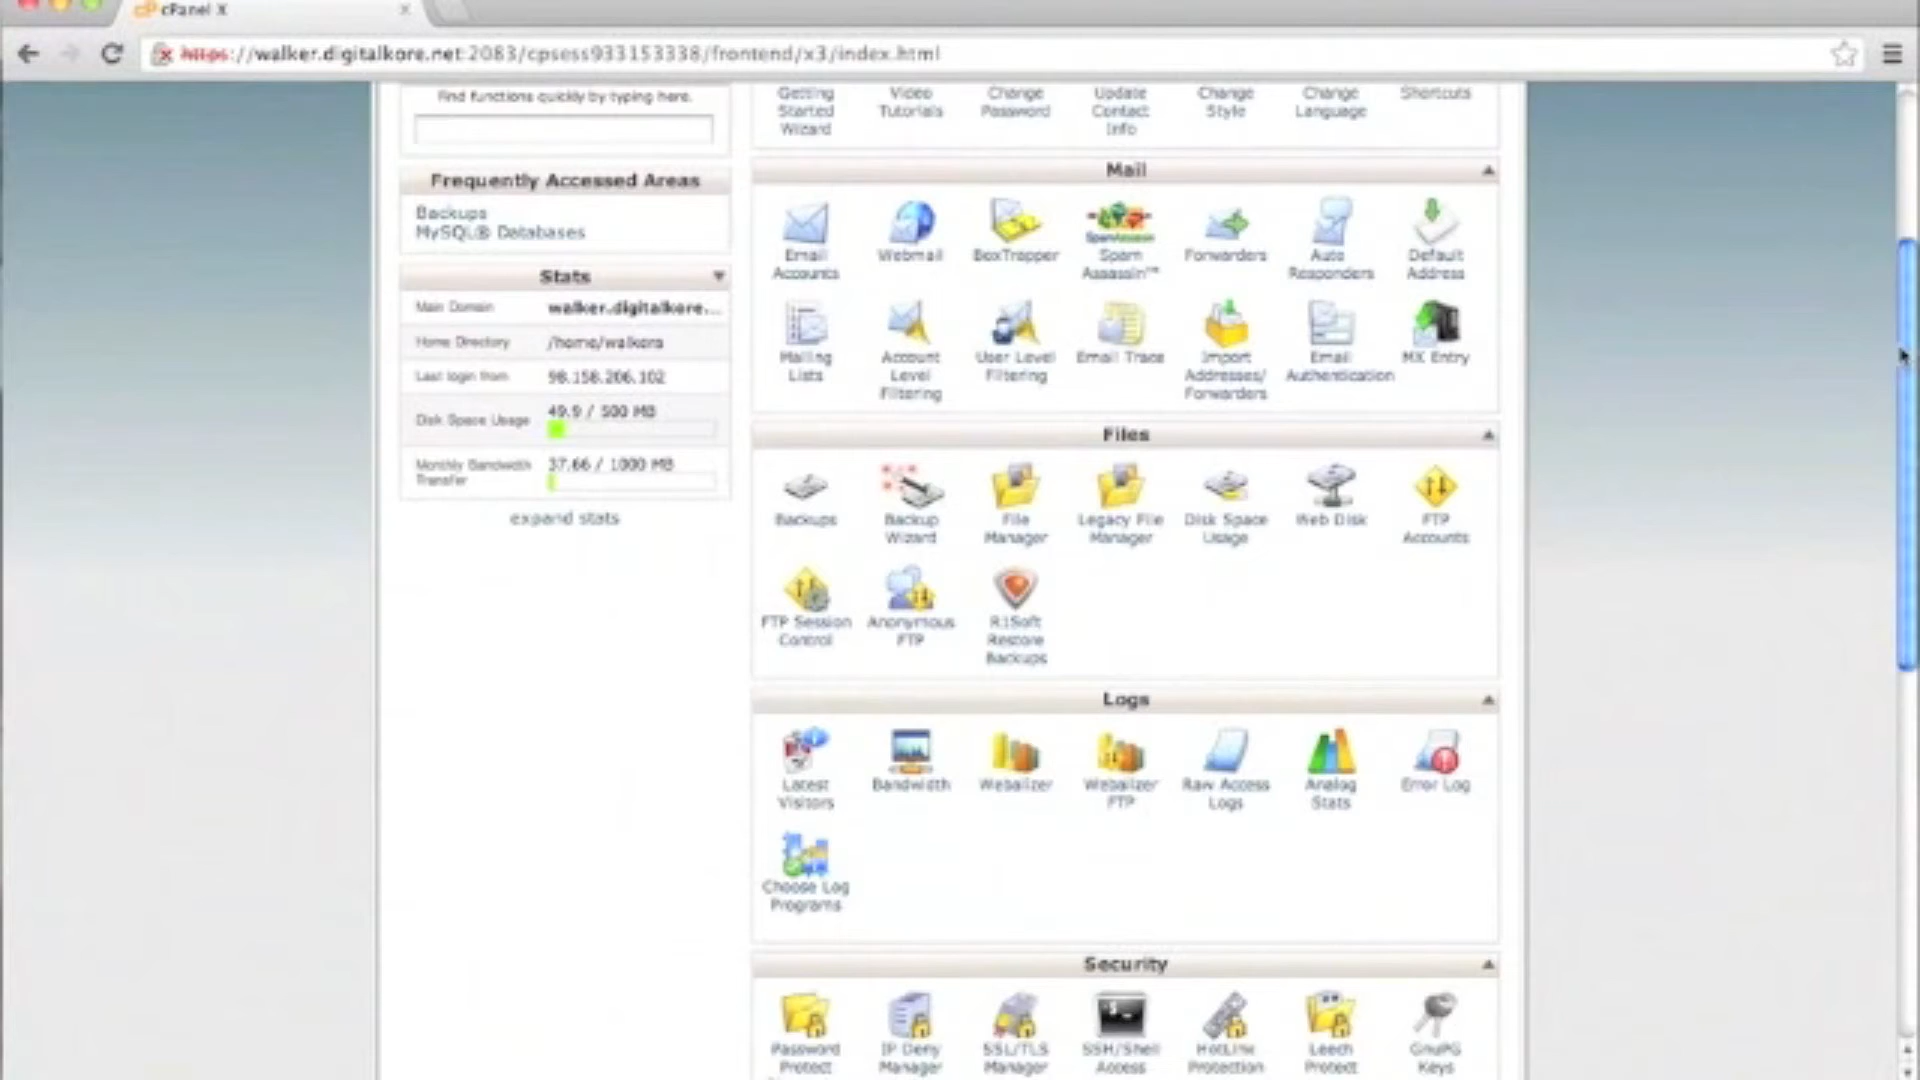 cPanel X
https://walker.digitalkore.net:2083/cpsess933153338/frontend/x3/index.html
Find functions quickly by typing here.
Frequently Accessed Areas
Backups
MySQL® Databases
Stats
Main Domain walker.digitalkore...
Home Directory /home/walkers
Last login from 98.158.206.102
Disk Space Usage 49.9 / 500 MB
Monthly Bandwidth Transfer 37.66 / 1000 MB
expand stats
Getting Started Wizard
Video Tutorials
Change Password
Update Contact Info
Change Style
Change Language
Shortcuts
Mail
Email Accounts
Webmail
BoxTrapper
Spam Assassin™
Forwarders
Auto Responders
Default Address
Mailing Lists
Account Level Filtering
User Level Filtering
Email Trace
Import Addresses/ Forwarders
Email Authentication
MX Entry
Files
Backups
Backup Wizard
File Manager
Legacy File Manager
Disk Space Usage
Web Disk
FTP Accounts
FTP Session Control
Anonymous FTP
R1Soft Restore Backups
Logs
Latest Visitors
Bandwidth
Webalizer
Webalizer FTP
Raw Access Logs
Analog Stats
Error Log
Choose Log Programs
Security
Password Protect
IP Deny Manager
SSL/TLS Manager
SSH/Shell Access
HotLink Protection
Leech Protect
GnuPG Keys